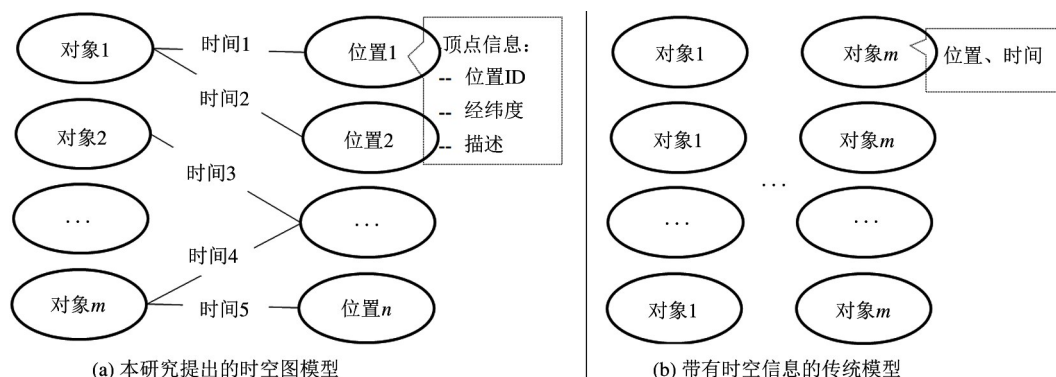 对象1
时间1
位置1
顶点信息：
-- 位置ID
-- 经纬度
-- 描述
时间2
对象2
位置2
时间3
...
...
时间4
对象m
时间5
位置n
(a) 本研究提出的时空图模型
对象1
对象m
位置、时间
对象1
对象m
...
...
...
对象1
对象m
(b) 带有时空信息的传统模型